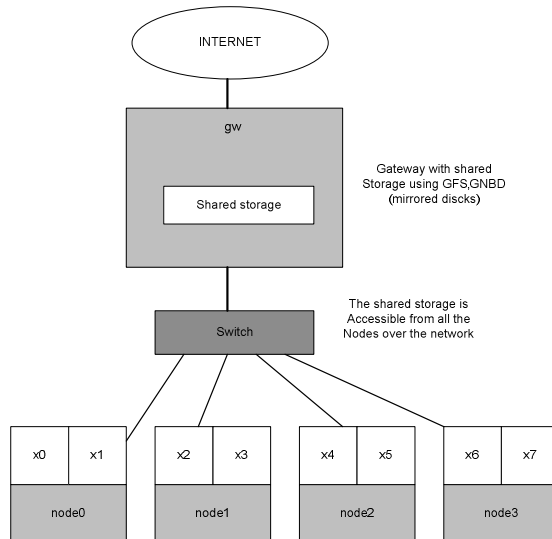 INTERNET
gw
Shared storage
Gateway with shared
Storage using GFS,GNBD
(mirrored discks)
The shared storage is
Accessible from all the
Nodes over the network
Switch
x0 x1 x2 x3 x4 x5 x6 x7
node0 node1 node2 node3